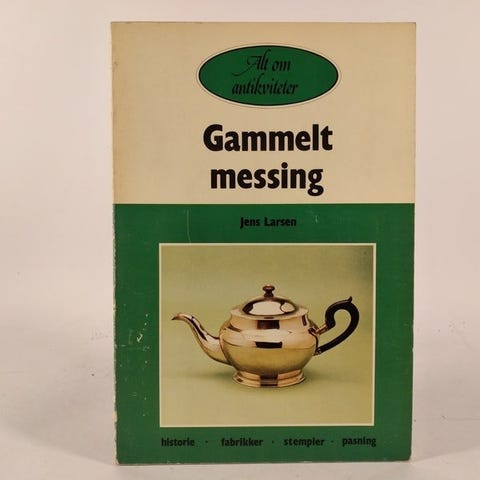 Alt om
antikviteter
Gammelt
messing
Jens Larsen
historie · fabrikker · stempler · pasning